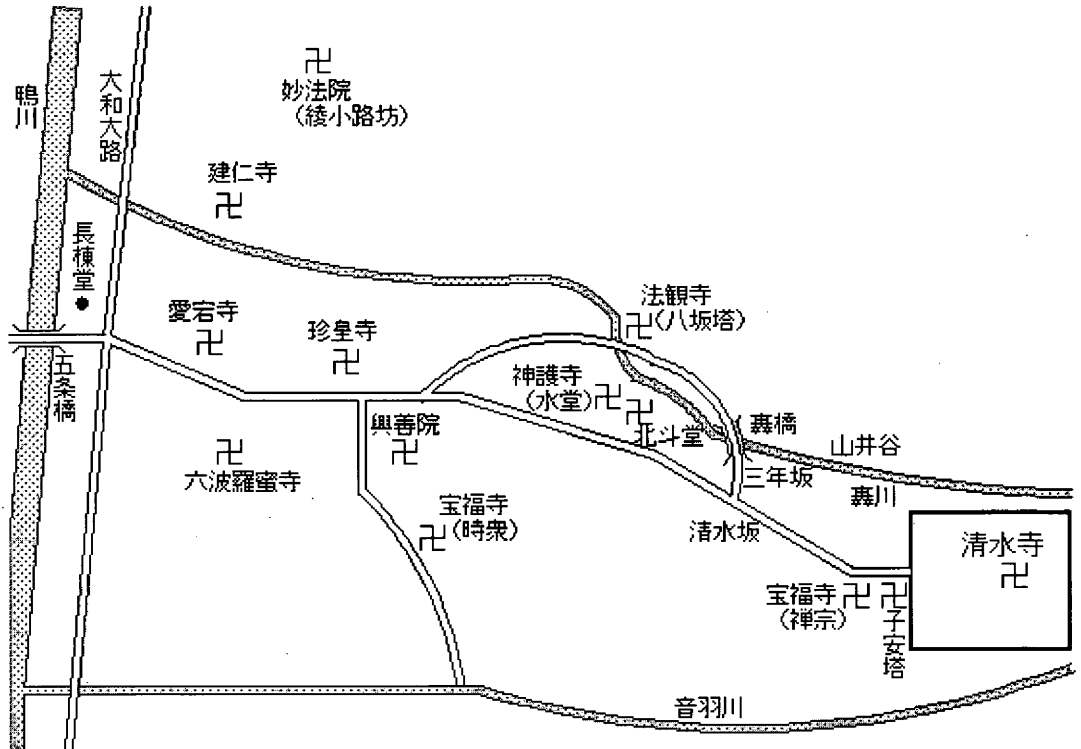 妙法院
(綾小路坊)
鴨川
大和大路
建仁寺
長棟堂
法観寺
(八坂塔)
愛宕寺
珍皇寺
五条橋
神護寺
(水堂)
興善院
北斗堂
轟橋
山井谷
六波羅蜜寺
三年坂
轟川
宝福寺
(時衆)
清水坂
清水寺
宝福寺
(禅宗)
子安塔
音羽川